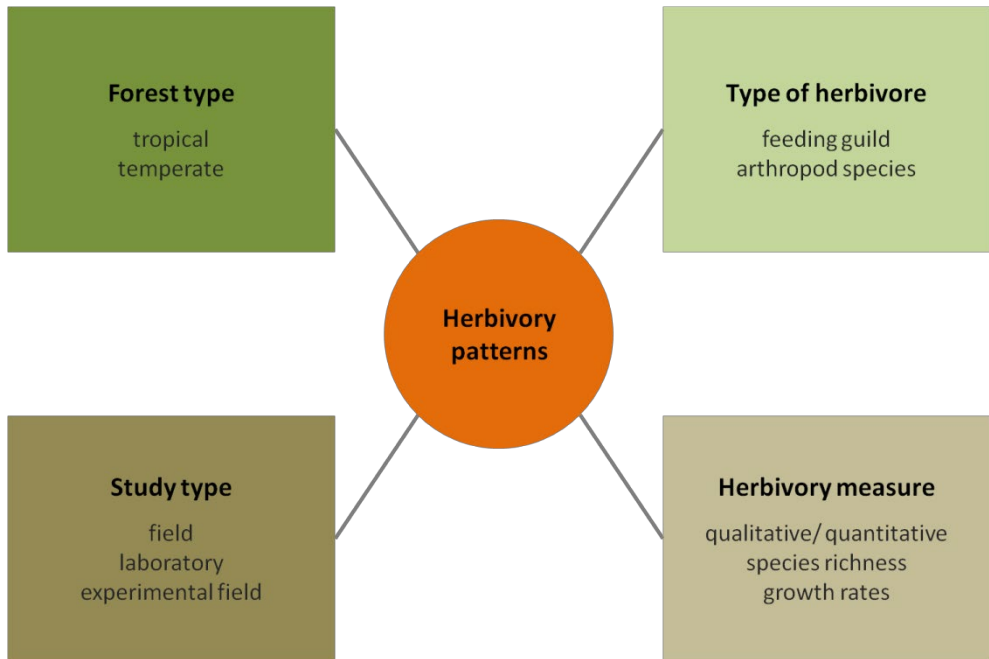 Forest type
tropical
temperate
Type of herbivore
feeding guild
arthropod species
Herbivory
patterns
Study type
field
laboratory
experimental field
Herbivory measure
qualitative/ quantitative
species richness
growth rates